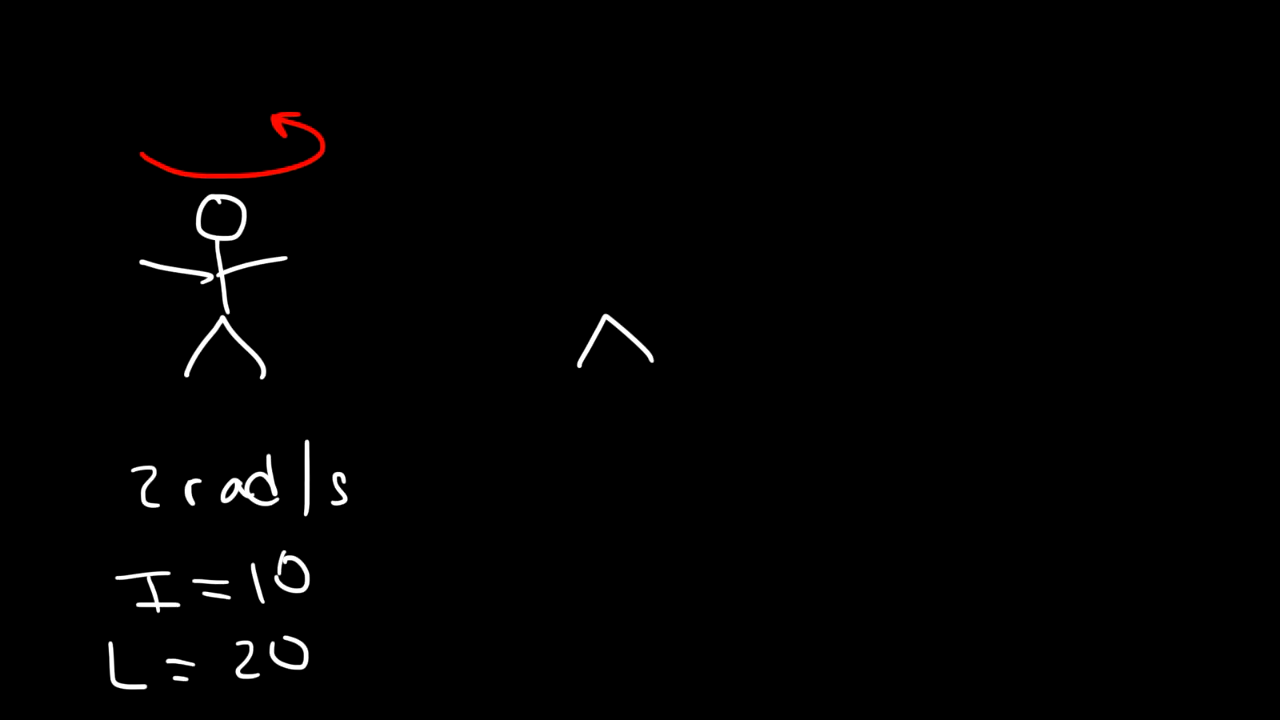 2 rad/s
I = 10
L = 20